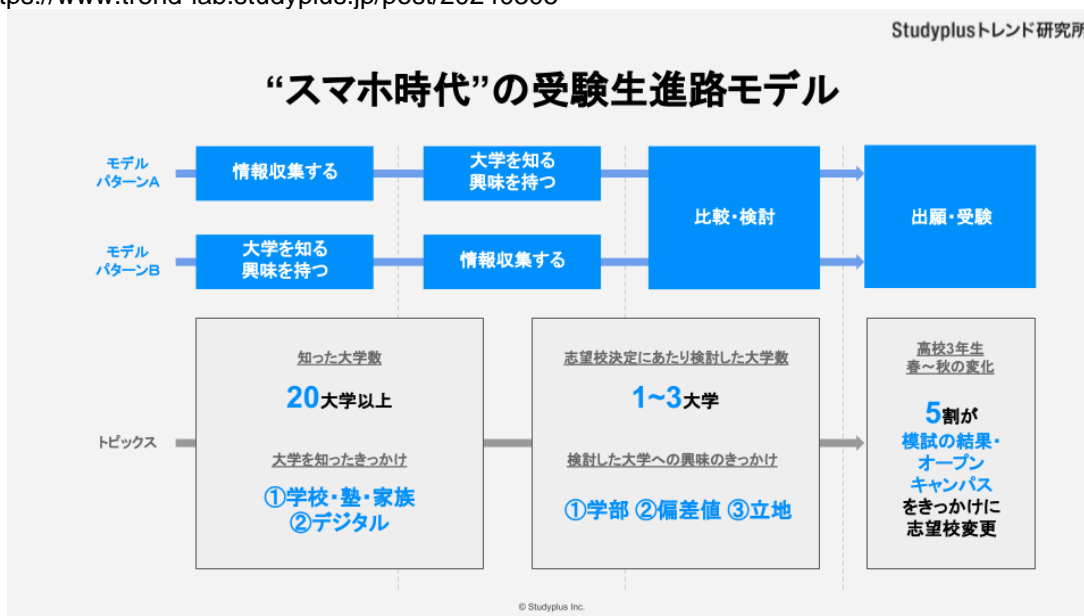 tps://www.trend-lab.studyplus.jp/post/20210803
Studyplusトレンド研究所
“スマホ時代”の受験生進路モデル
モデル
パターンA
情報収集する
大学を知る
興味を持つ
比較・検討
出願・受験
モデル
パターンB
大学を知る
興味を持つ
情報収集する
トピックス
知った大学数
20大学以上
大学を知ったきっかけ
①学校・塾・家族
②デジタル
志望校決定にあたり検討した大学数
1~3大学
検討した大学への興味のきっかけ
①学部 ②偏差値 ③立地
高校3年生
春～秋の変化
5割が
模試の結果・
オープン
キャンパス
をきっかけに
志望校変更
© Studyplus Inc.